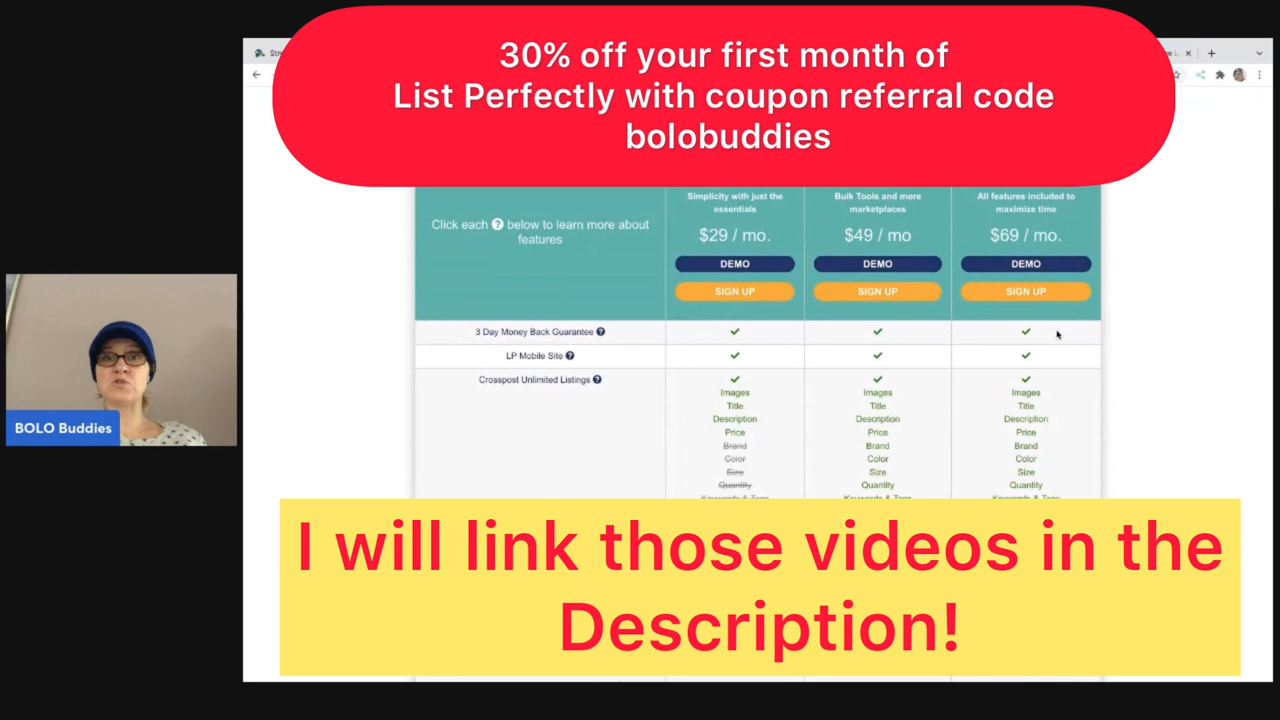 30% off your first month of
List Perfectly with coupon referral code
bolobuddies
Click each ? below to learn more about
features
Simplicity with just the
essentials
$29 / mo.
DEMO
SIGN UP
Bulk Tools and more
marketplaces
$49 / mo
DEMO
SIGN UP
All features included to
maximize time
$69 / mo.
DEMO
SIGN UP
3 Day Money Back Guarantee ?
LP Mobile Site ?
Crosspost Unlimited Listings ?
Images Images Images
Title Title Title
Description Description Description
Price Price Price
Brand Brand Brand
Color Color Color
Size Size Size
Quantity Quantity Quantity
BOLO Buddies
I will link those videos in the
Description!